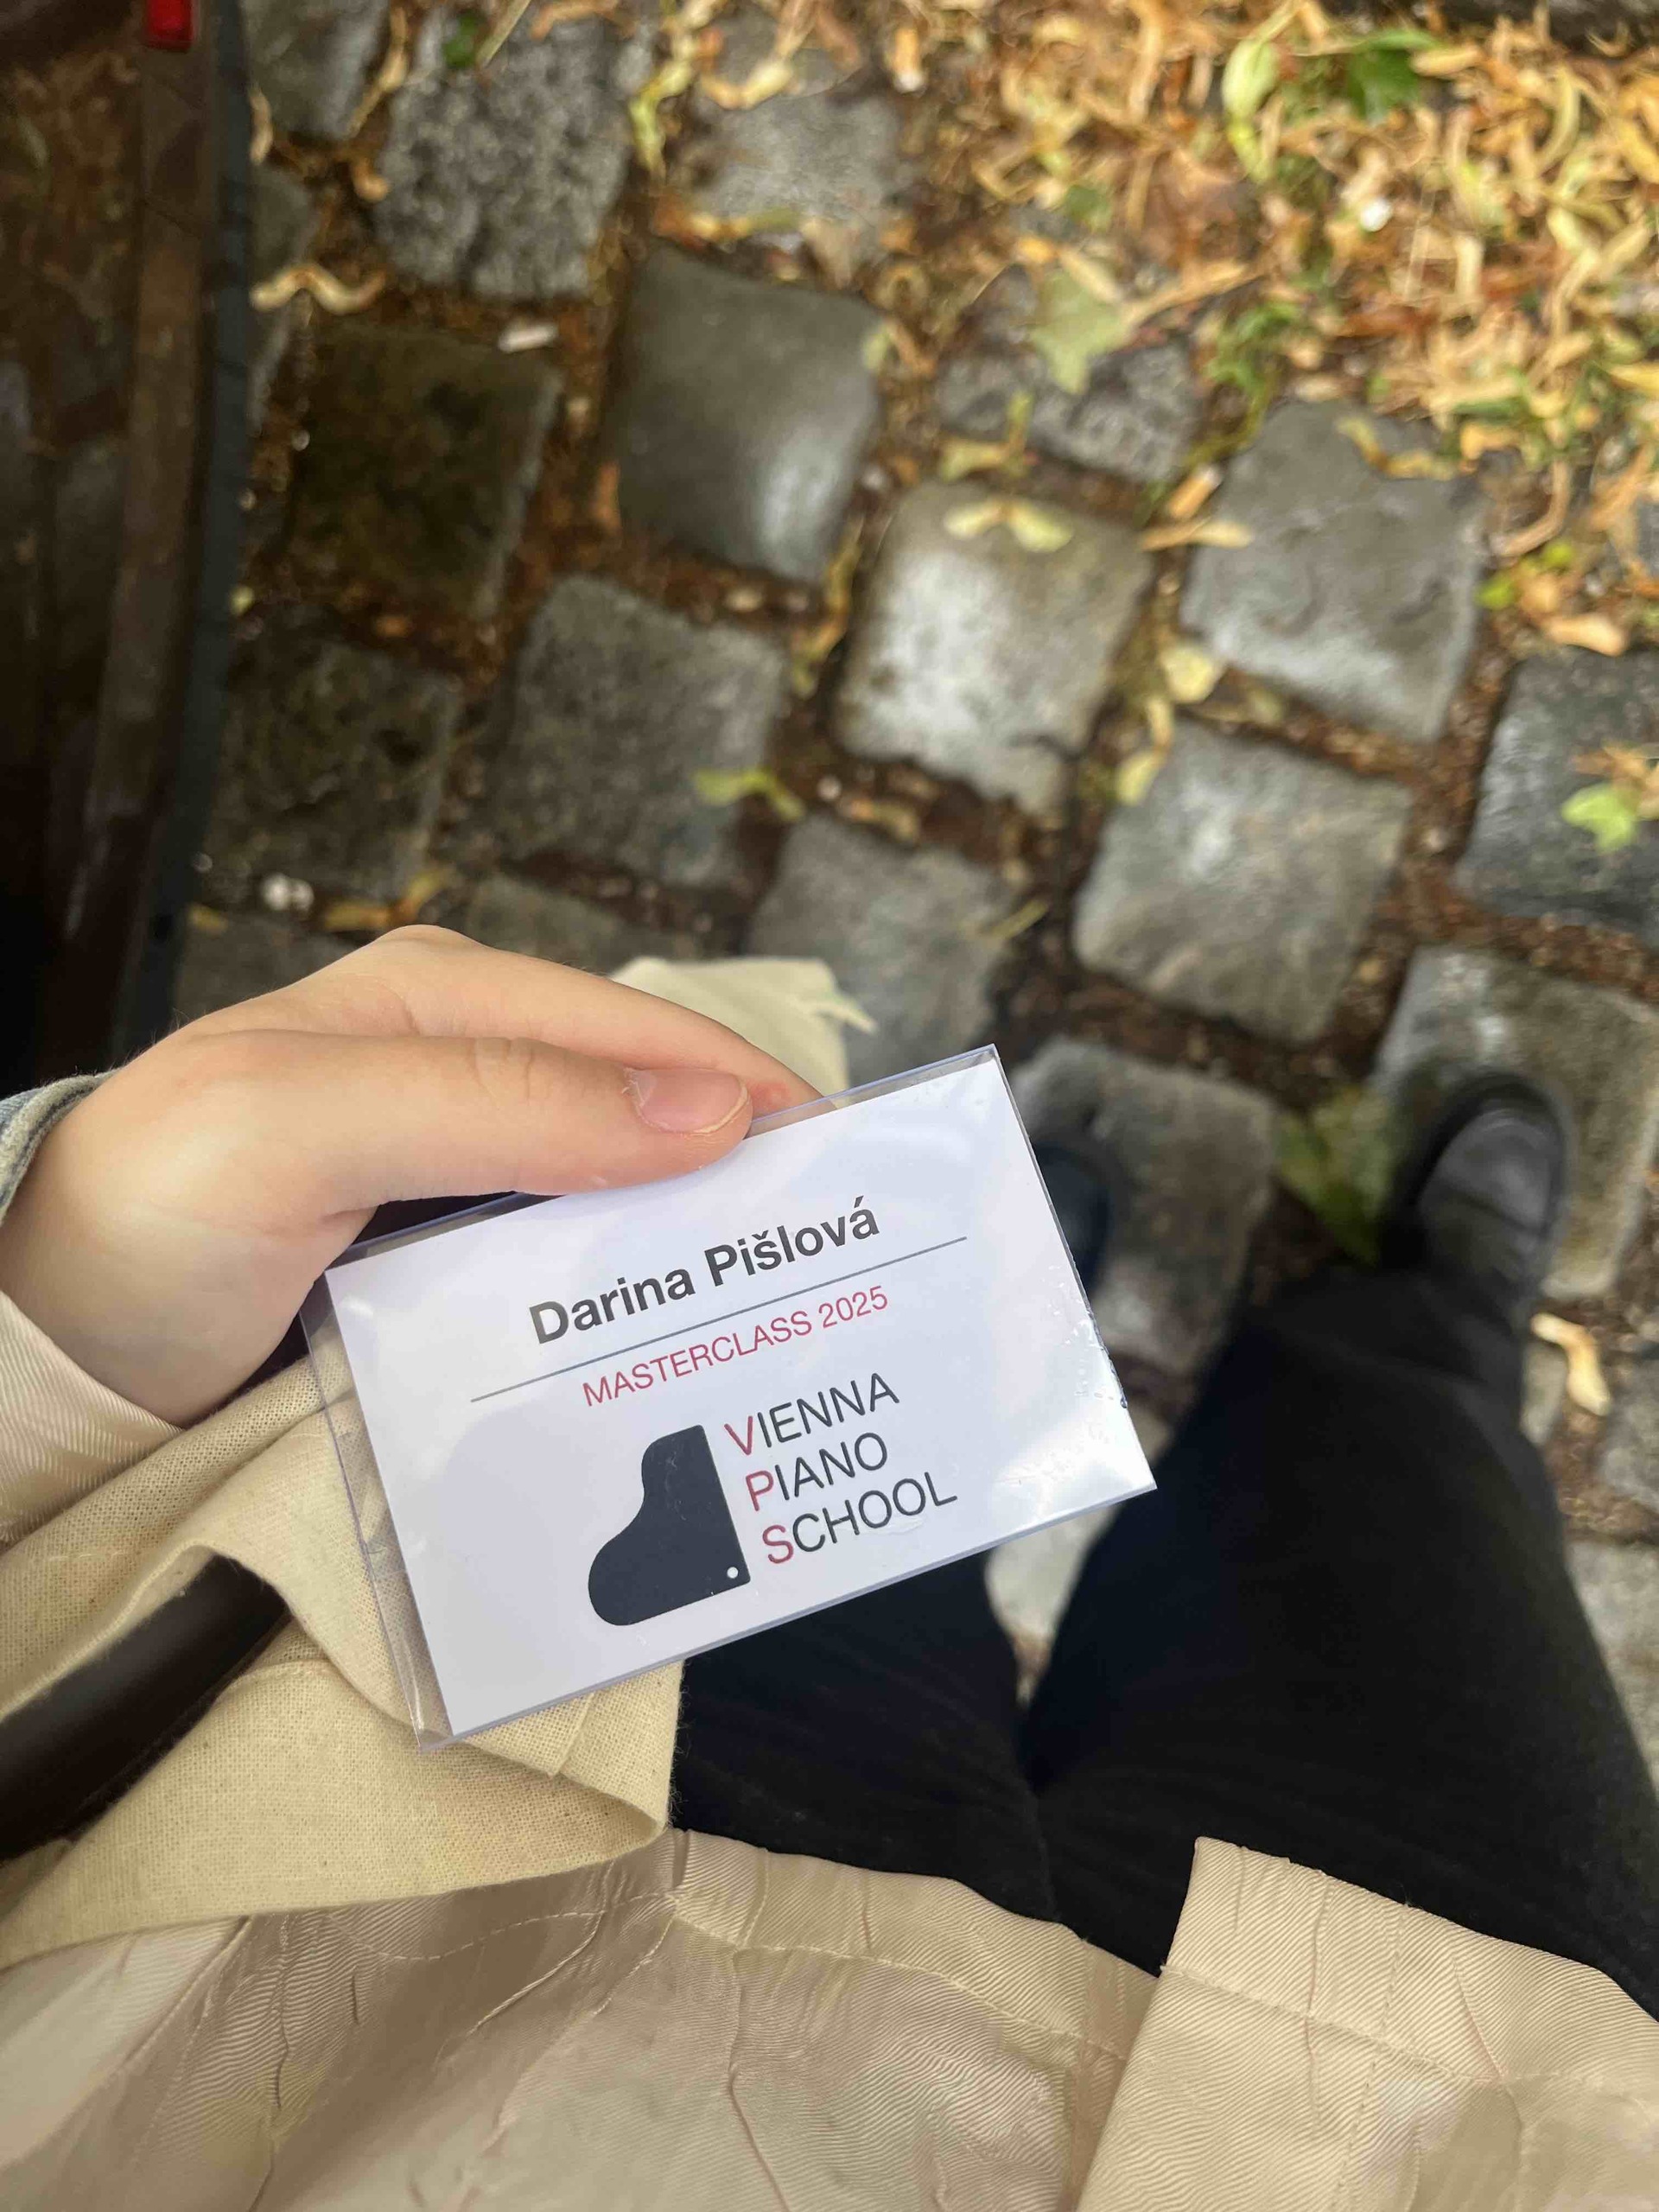 Darina Pišlová
MASTERCLASS 2025
VIENNA
PIANO
SCHOOL